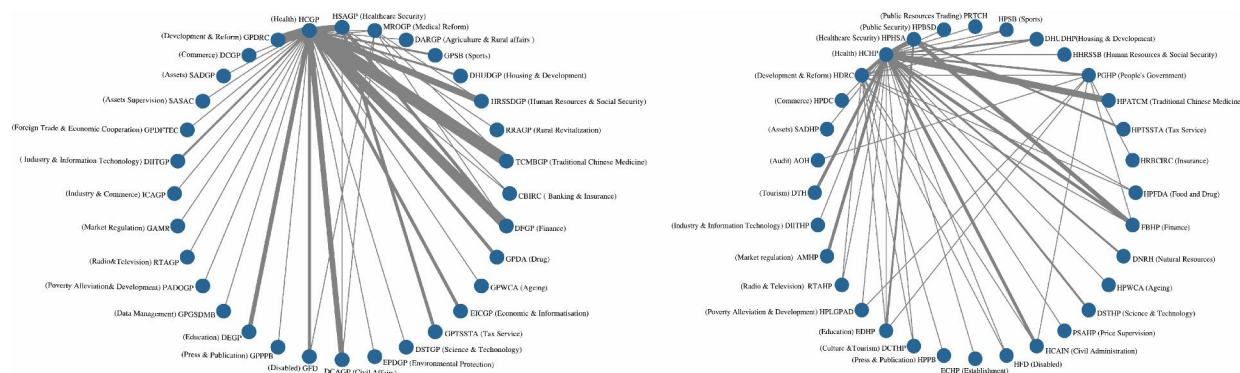 (Health) HCGP
HSAGP (Healthcare Security)
MROGP (Medical Reform)
(Development & Reform) GPDRC
DARGP (Agriculture & Rural affairs )
(Commerce) DCGP
GPSB (Sports)
(Assets) SADGP
DHUDGP (Housing & Development)
(Assets Supervision) SASAC
HRSSDGP (Human Resources & Social Security)
(Foreign Trade & Economic Cooperation) GPDFTEC
RRAGP (Rural Revitalization)
( Industry & Information Techonology) DIITGP
TCMBGP (Traditional Chinese Medicine)
(Industry & Commerce) ICAGP
CBIRC ( Banking & Insurance)
(Market Regulation) GAMR
DFGP (Finance)
(Radio&Television) RTAGP
GPDA (Drug)
(Poverty Alleviation& Development) PADOGP
GPWCA (Ageing)
(Data Management) GPGSDMB
EICGP (Economic & Informatisation)
(Education) DEGP
GPTSSTA (Tax Service)
(Press & Publication) GPPPB
DSTGP (Science & Techonology)
(Disabled) GFD
EPDGP (Environmental Protection)
DCAGP (Civil Affairs)
(Public Resources Trading) PRTCH
HPSB (Sports)
(Public Security) HPBSD
(Healthcare Security) HPHSA
DHUDHP(Housing & Development)
(Health) HCHP
HHRSSB (Human Resources & Social Security)
(Development & Reform) HDRC
PGHP (People's Government)
(Commerce) HPDC
HPATCM (Traditional Chinese Medicine
(Assets) SADHP
HPTSSTA (Tax Service)
(Audit) AOH
HRBCIRC (Insurance)
(Tourism) DTH
HPFDA (Food and Drug)
(Industry & Information Technology) DIITHP
FBHP (Finance)
(Market regulation) AMHP
DNRH (Natural Resources)
(Radio & Television) RTAHP
HPWCA (Ageing)
(Poverty Alleviation & Development) HPLGPAD
DSTHP (Science & Technology)
(Education) EDHP
PSAHP (Price Supervision)
(Culture &Tourism) DCTHP
HCAIN (Civil Administration)
(Press & Publication) HPPB
HFD (Disabled)
ECHP (Establishment)